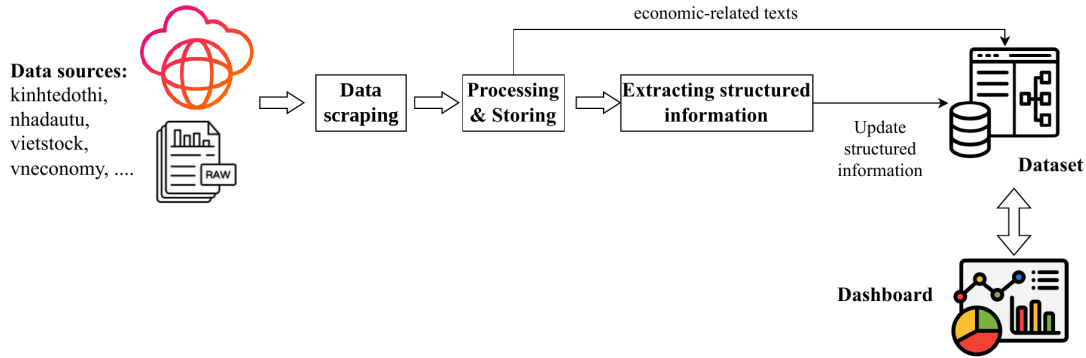 economic-related texts
Data sources:
kinhtedothi,
nhadautu,
vietstock,
vneconomy, ....
RAW
Data
scraping
Processing
& Storing
Extracting structured
information
Update
structured
information
Dataset
Dashboard